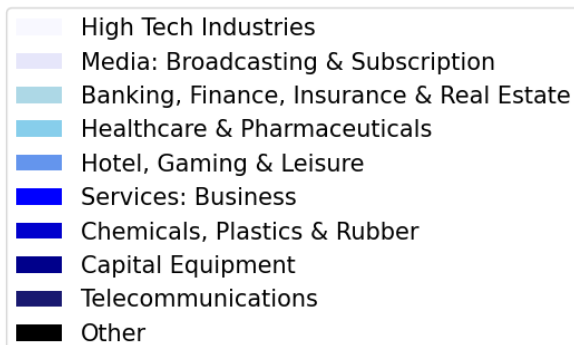 High Tech Industries
Media: Broadcasting & Subscription
Banking, Finance, Insurance & Real Estate
Healthcare & Pharmaceuticals
Hotel, Gaming & Leisure
Services: Business
Chemicals, Plastics & Rubber
Capital Equipment
Telecommunications
Other